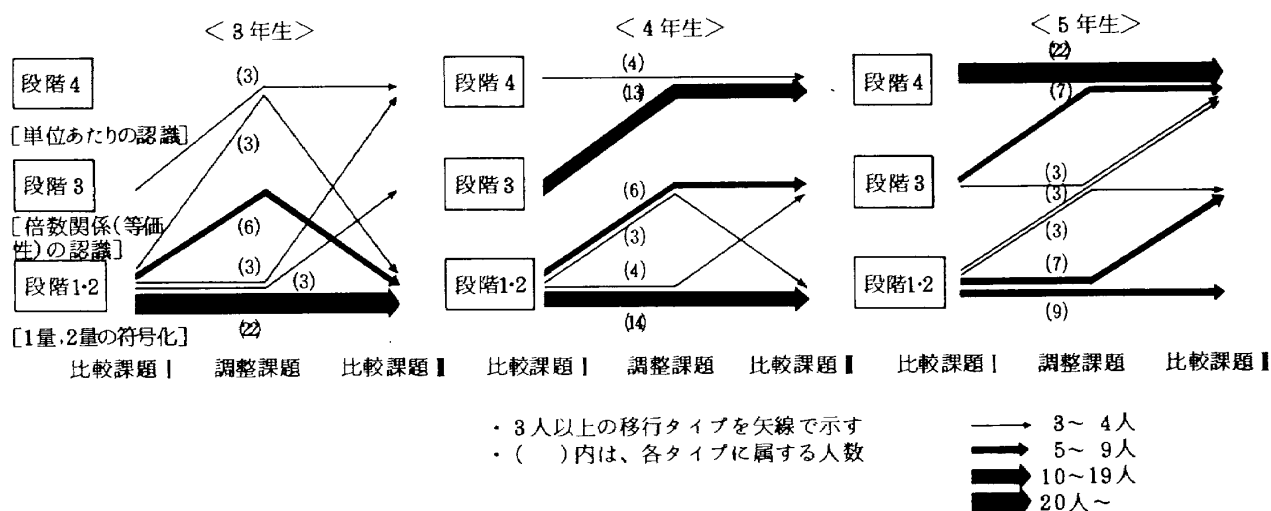 <3年生>
<4年生>
<5年生>
段階4
[単位あたりの認識]
段階3
[倍数関係(等価
性)の認識]
段階1・2
[1量,2量の符号化]
(3)
(3)
(6)
(3)
(3)
(22)
比較課題Ⅰ 調整課題 比較課題Ⅱ
段階4
段階3
段階1・2
(4)
(13)
(6)
(3)
(4)
(14)
比較課題Ⅰ 調整課題 比較課題Ⅱ
段階4
段階3
段階1・2
(22)
(7)
(3)
(3)
(3)
(7)
(9)
比較課題Ⅰ 調整課題 比較課題Ⅱ
・3人以上の移行タイプを矢線で示す
・( )内は、各タイプに属する人数
3~ 4人
5~ 9人
10~19人
20人~